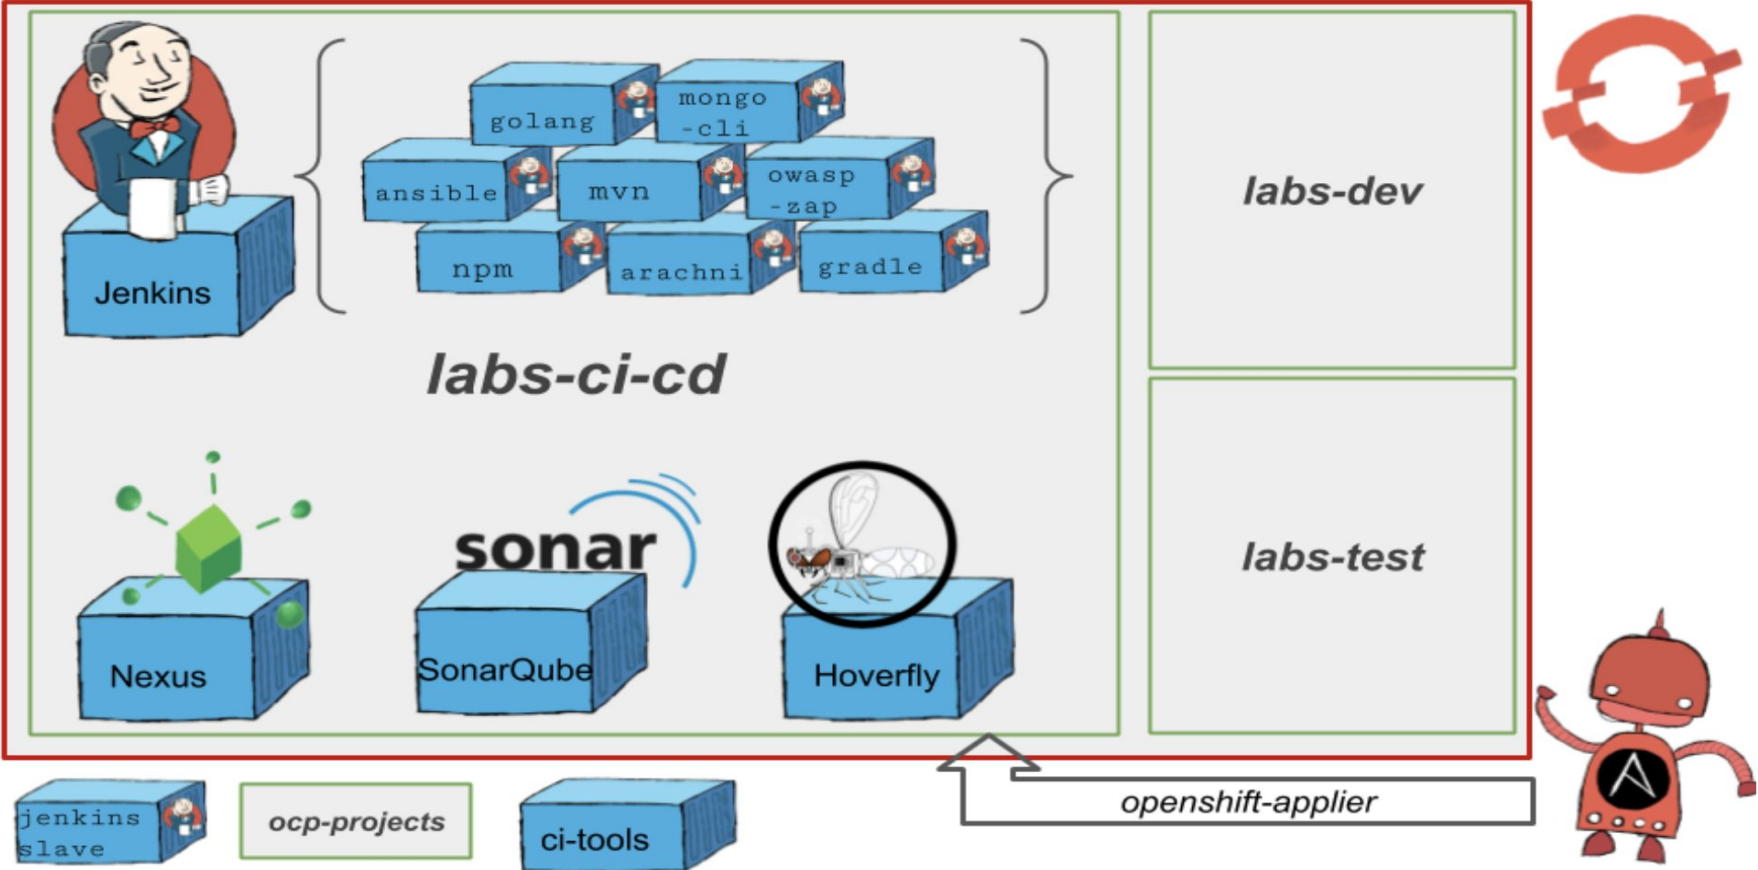 golang
mongo
-cli
ansible
mvn
owasp
-zap
npm
arachni
gradle
Jenkins
labs-ci-cd
labs-dev
sonar
Nexus
SonarQube
Hoverfly
labs-test
openshift-applier
jenkins
slave
ocp-projects
ci-tools
A